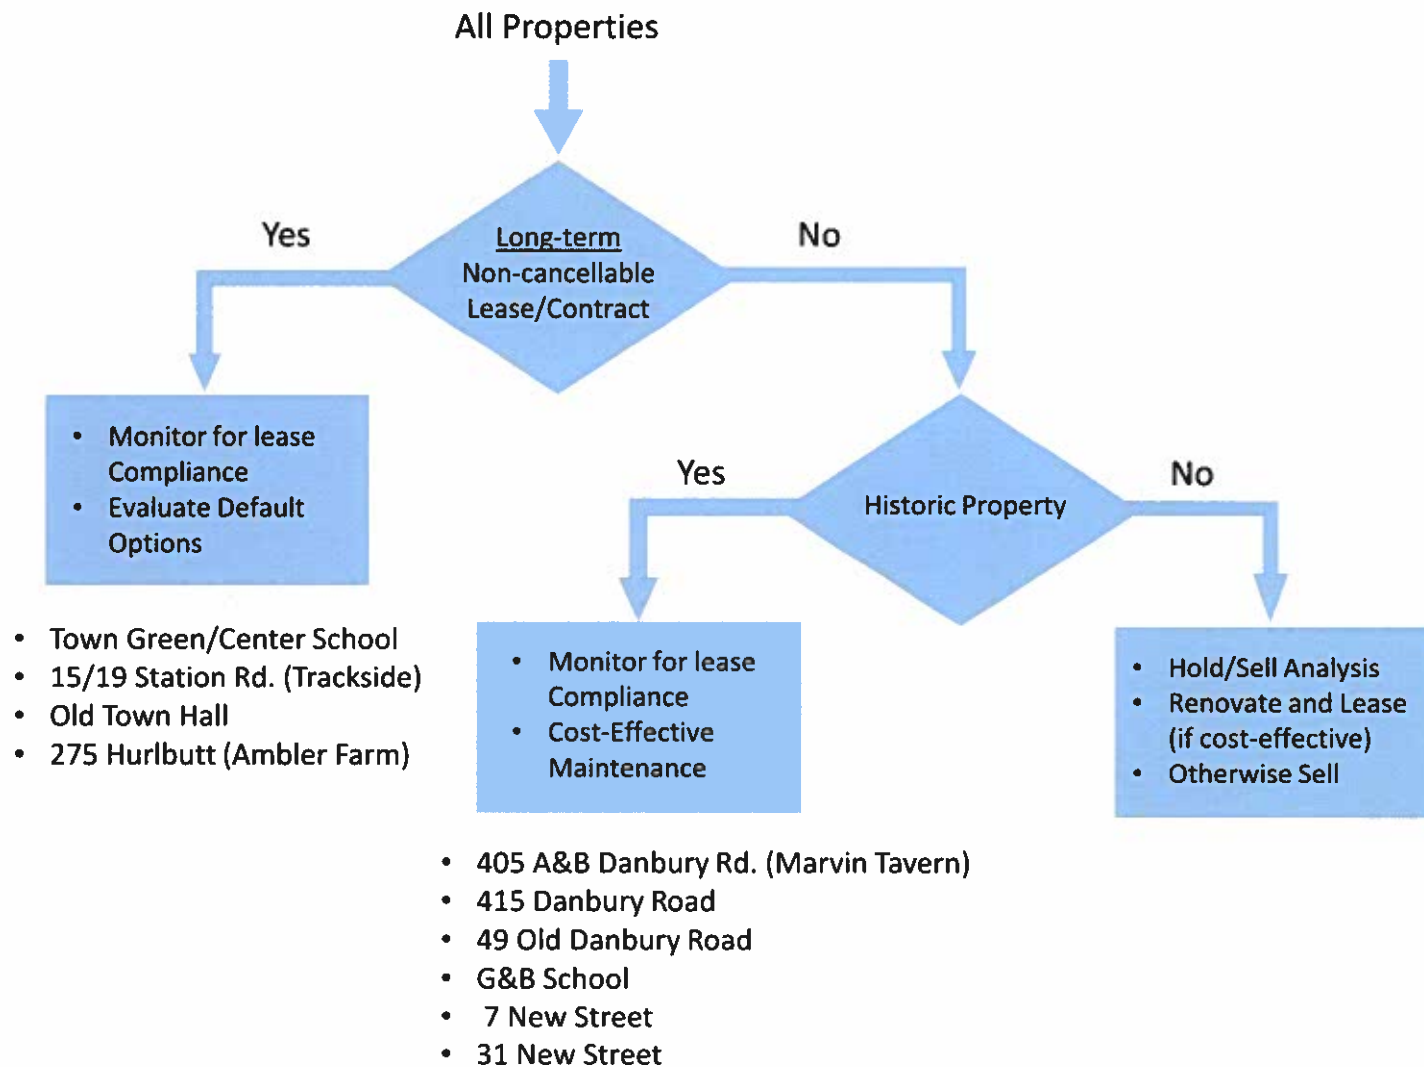 All Properties
Yes
Long-term
Non-cancellable
Lease/Contract
No
• Monitor for lease
Compliance
• Evaluate Default
Options
Yes
Historic Property
No
• Town Green/Center School
• 15/19 Station Rd. (Trackside)
• Old Town Hall
• 275 Hurlbutt (Ambler Farm)
• Monitor for lease
Compliance
• Cost-Effective
Maintenance
• Hold/Sell Analysis
• Renovate and Lease
(if cost-effective)
• Otherwise Sell
• 405 A&B Danbury Rd. (Marvin Tavern)
• 415 Danbury Road
• 49 Old Danbury Road
• G&B School
• 7 New Street
• 31 New Street